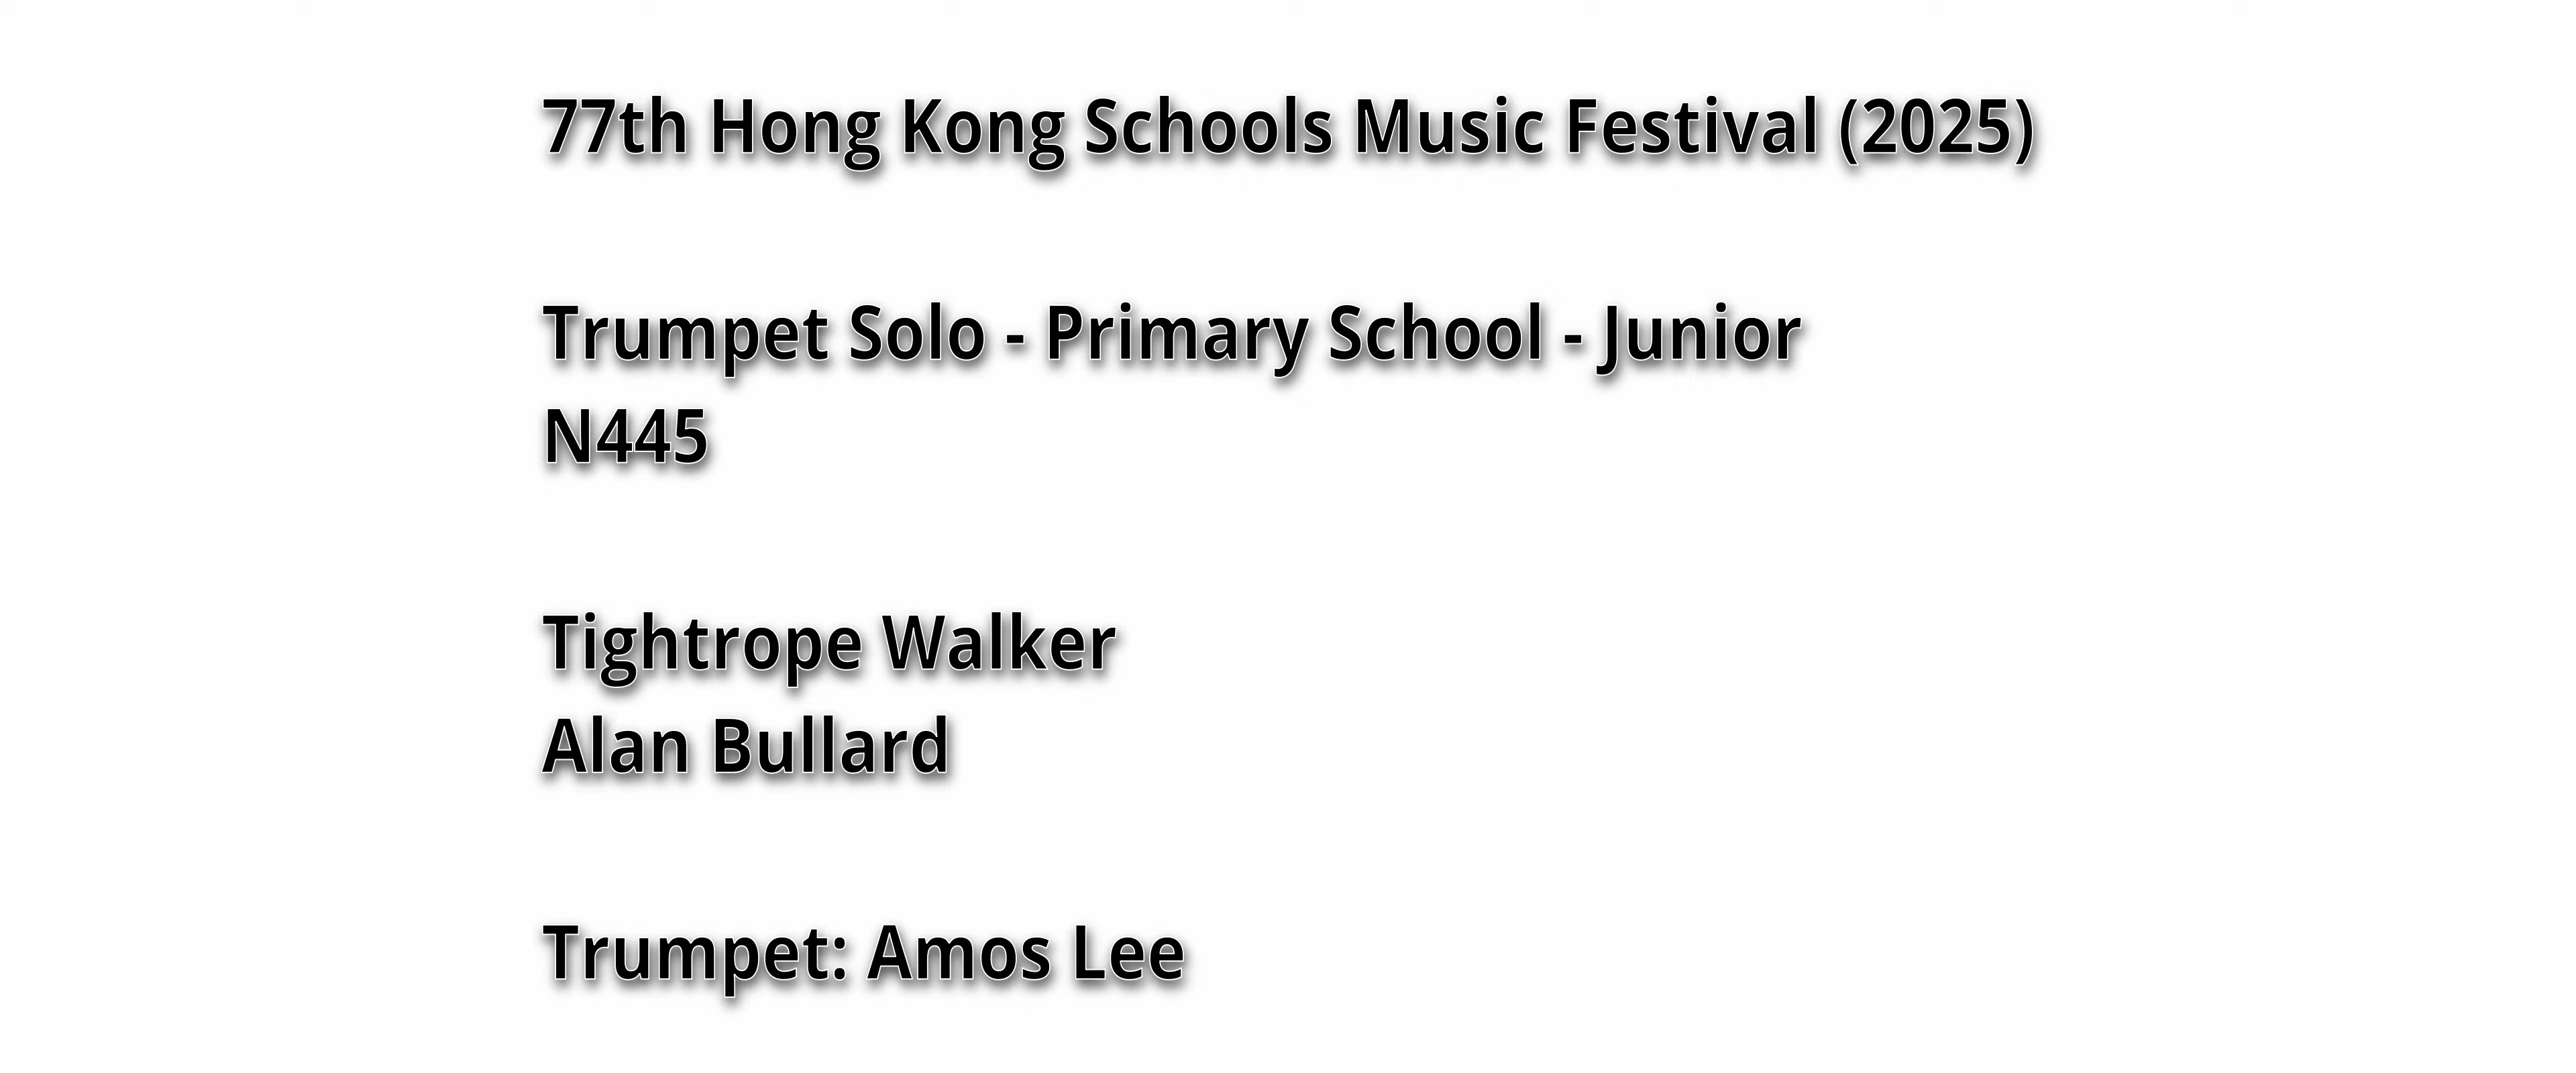 77th Hong Kong Schools Music Festival (2025)
Trumpet Solo - Primary School - Junior
N445
Tightrope Walker
Alan Bullard
Trumpet: Amos Lee